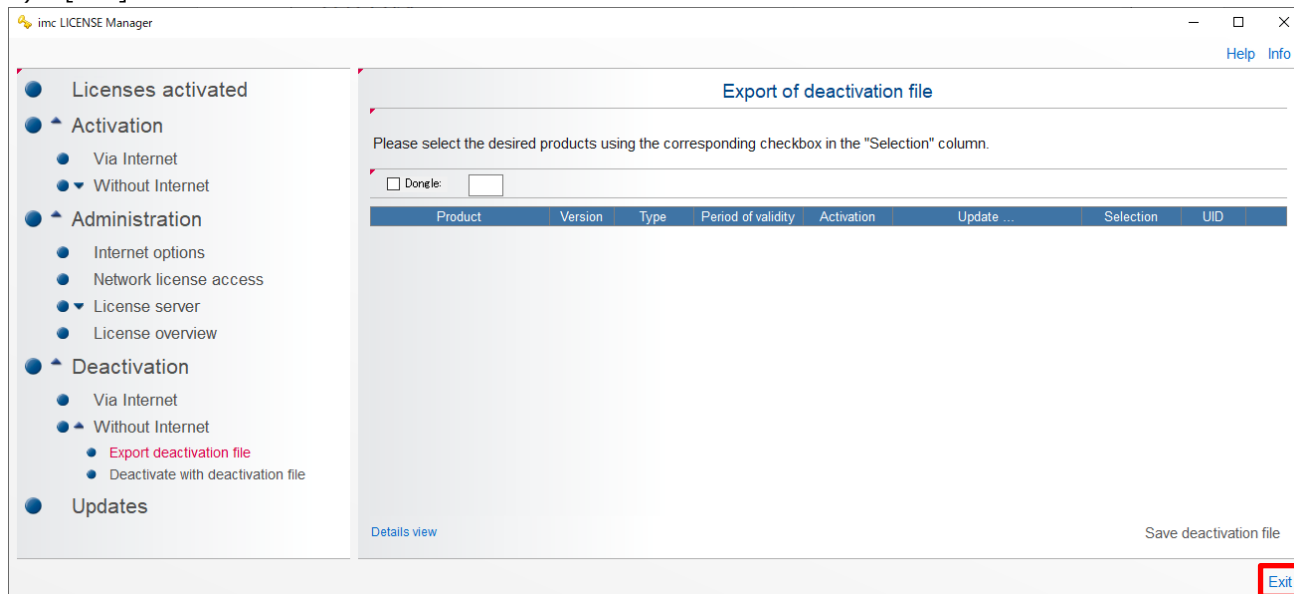 imc LICENSE Manager
Help Info
Licenses activated
Activation
Via Internet
Without Internet
Administration
Internet options
Network license access
License server
License overview
Deactivation
Via Internet
Without Internet
Export deactivation file
Deactivate with deactivation file
Updates
Export of deactivation file
Please select the desired products using the corresponding checkbox in the "Selection" column.
Dongle:
Product Version Type Period of validity Activation Update ... Selection UID
Details view
Save deactivation file
Exit